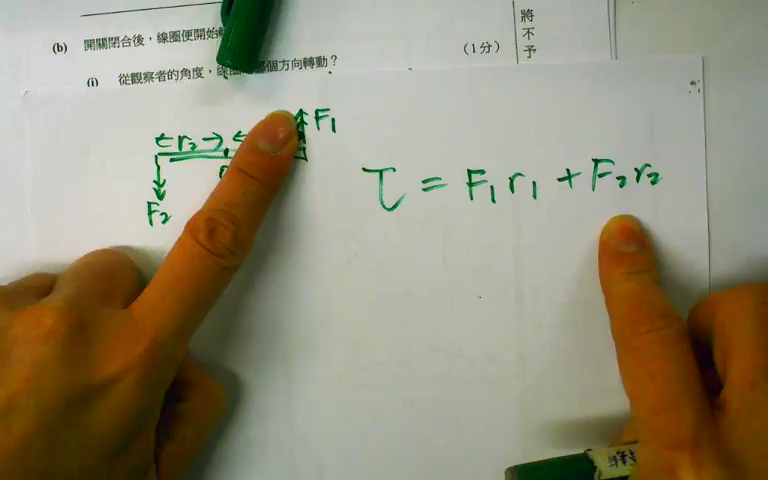 (b) 開關閉合後，線圈便開始
(1分)
將
不
予
(i) 從觀察者的角度，線 個方向轉動？
F₁
r₂
F₂
τ = F₁r₁ + F₂r₂